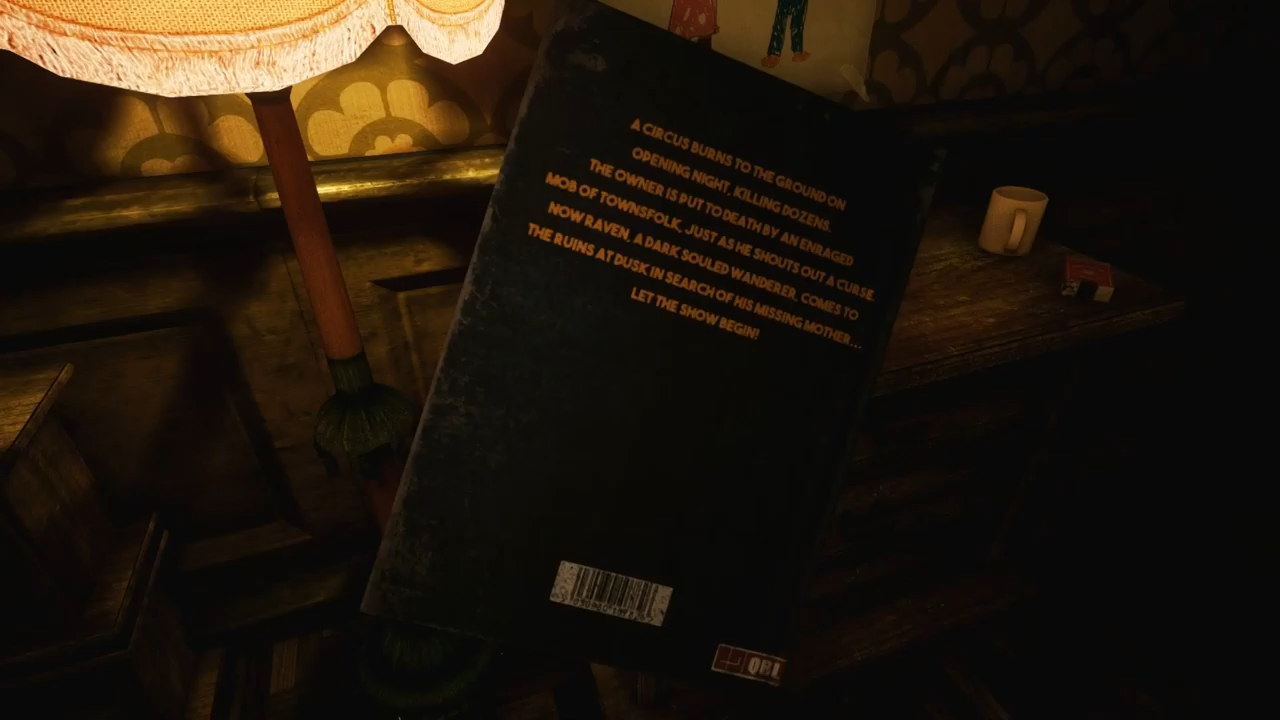 A CIRCUS BURNS TO THE GROUND ON
OPENING NIGHT, KILLING DOZENS.
THE OWNER IS PUT TO DEATH BY AN ENRAGED
MOB OF TOWNSFOLK, JUST AS HE SHOUTS OUT A CURSE.
NOW RAVEN, A DARK SOULED WANDERER, COMES TO
THE RUINS AT DUSK IN SEARCH OF HIS MISSING MOTHER...
LET THE SHOW BEGIN!